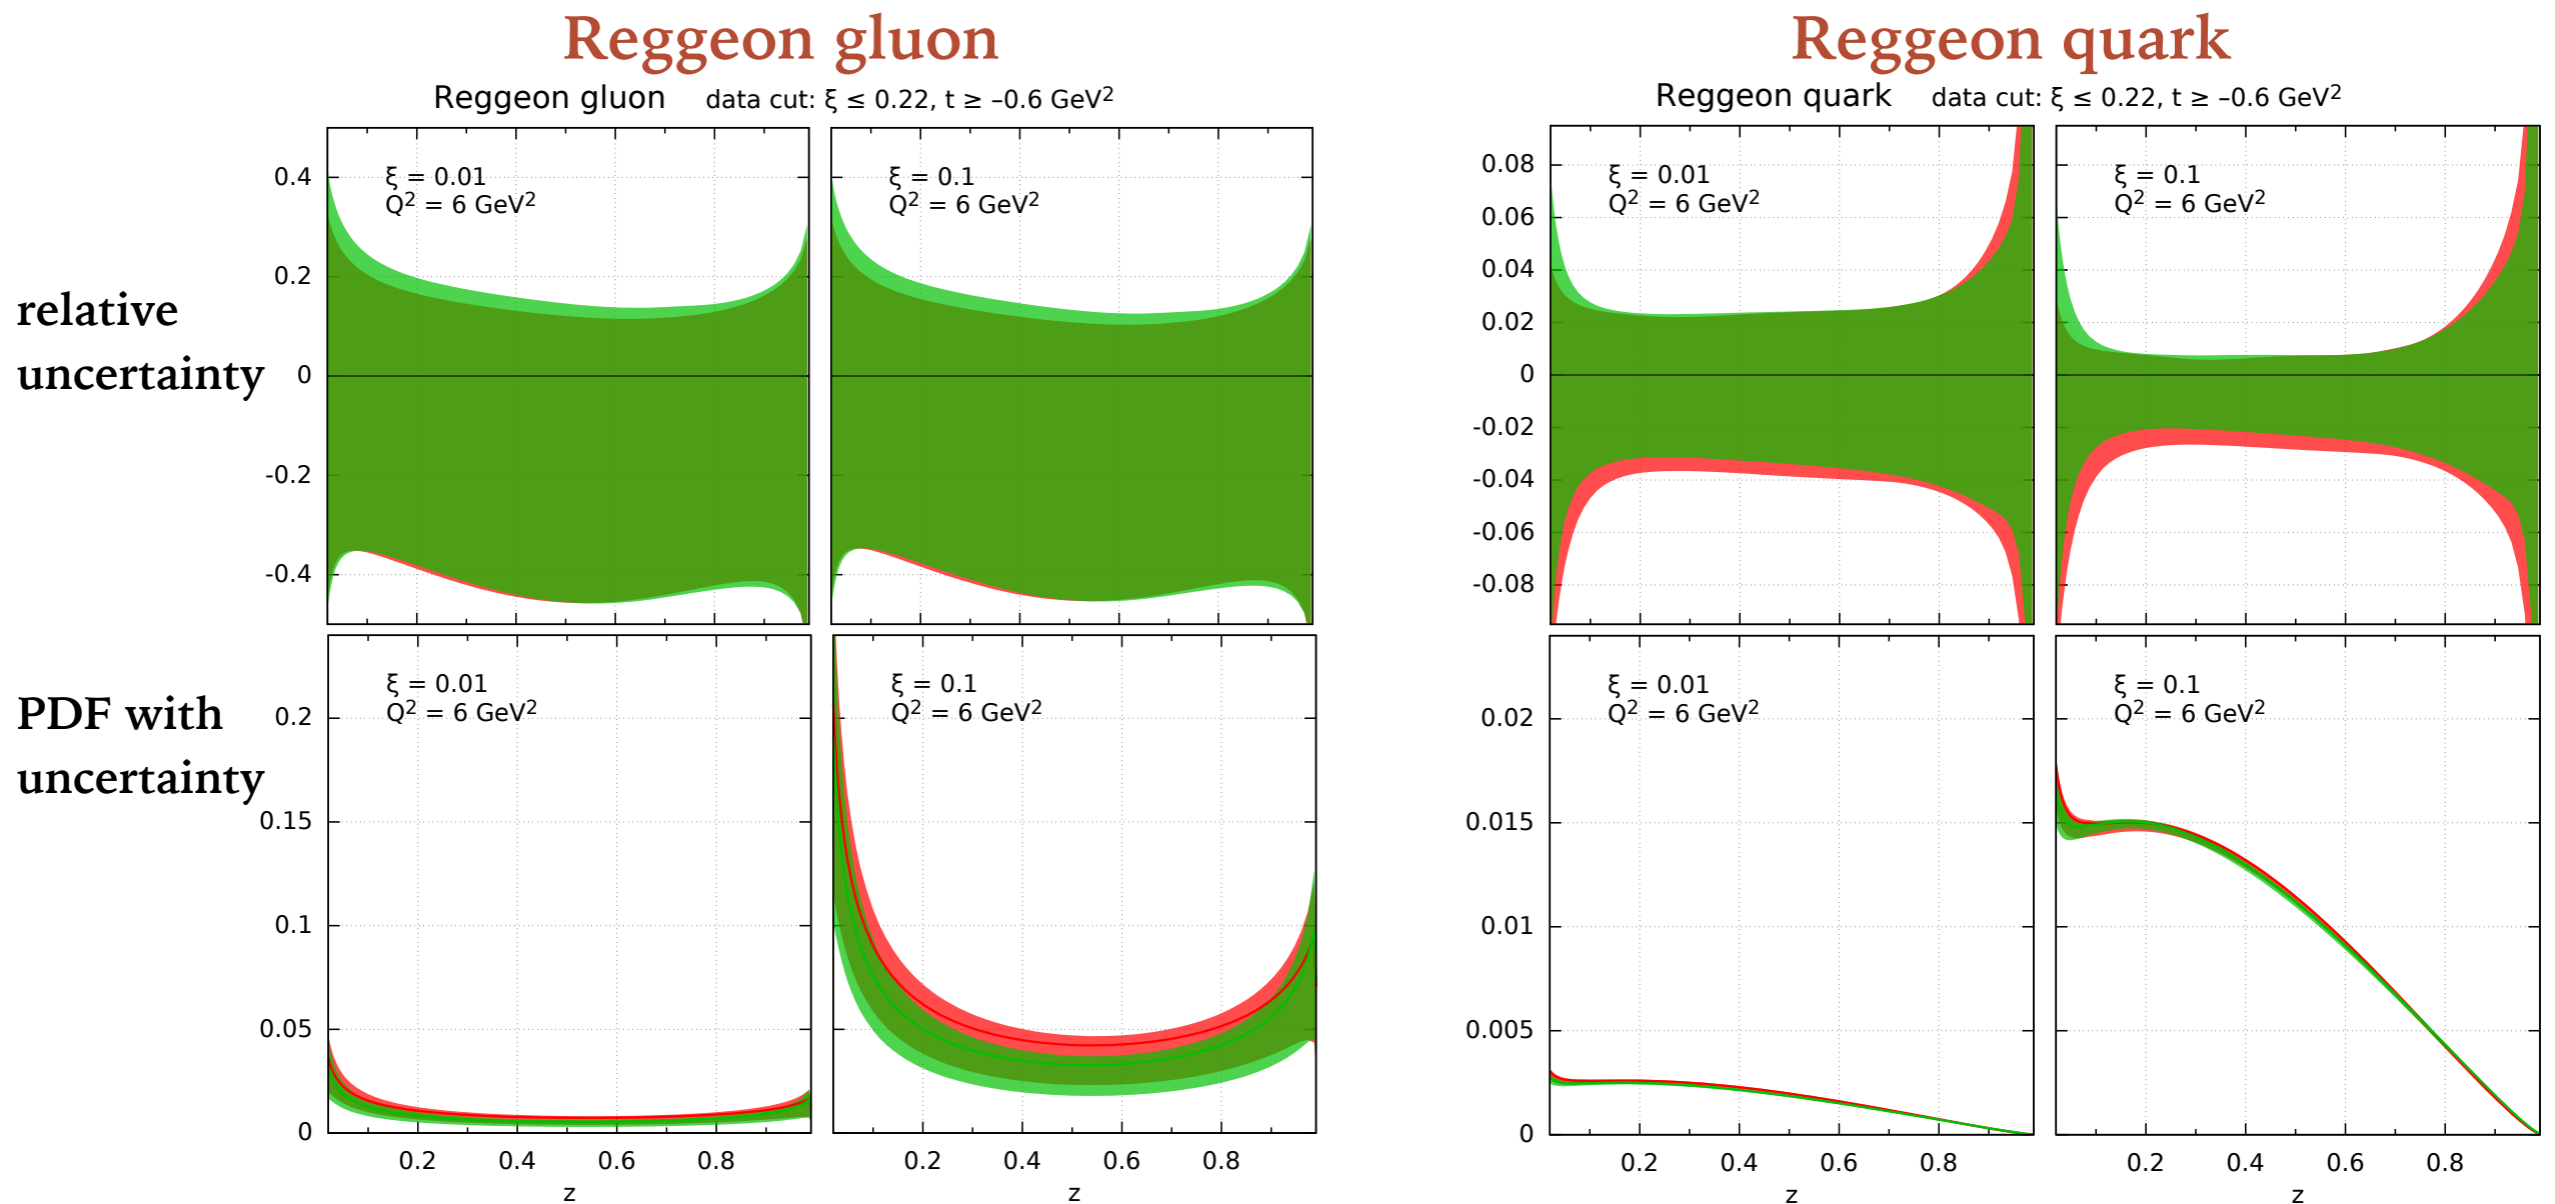 Reggeon gluon
Reggeon quark
Reggeon gluon data cut: ξ ≤ 0.22, t ≥ –0.6 GeV²
Reggeon quark data cut: ξ ≤ 0.22, t ≥ –0.6 GeV²
relative
uncertainty
0.4
0.2
0
-0.2
-0.4
ξ = 0.01
Q² = 6 GeV²
ξ = 0.1
Q² = 6 GeV²
0.08
0.06
0.04
0.02
0
-0.02
-0.04
-0.06
-0.08
ξ = 0.01
Q² = 6 GeV²
ξ = 0.1
Q² = 6 GeV²
PDF with
uncertainty
0.2
0.15
0.1
0.05
0
ξ = 0.01
Q² = 6 GeV²
ξ = 0.1
Q² = 6 GeV²
0.2 0.4 0.6 0.8
z
0.2 0.4 0.6 0.8
z
0.02
0.015
0.01
0.005
0
ξ = 0.01
Q² = 6 GeV²
ξ = 0.1
Q² = 6 GeV²
0.2 0.4 0.6 0.8
z
0.2 0.4 0.6 0.8
z